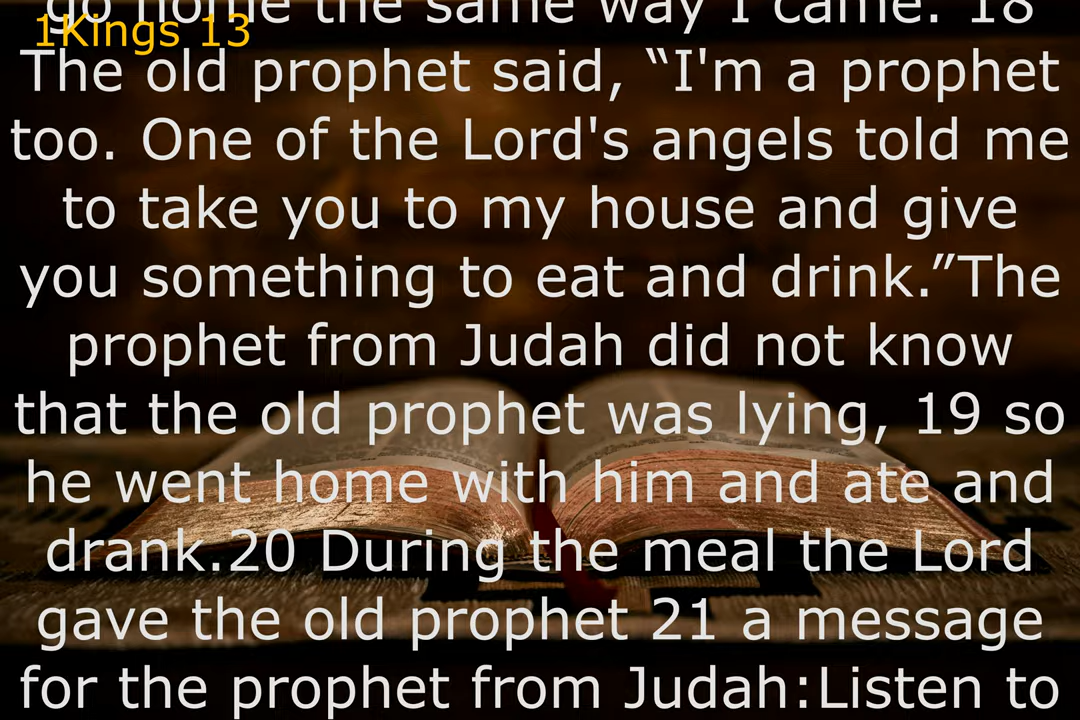 go home the same way I came. 18
1Kings 13
The old prophet said, “I'm a prophet
too. One of the Lord's angels told me
to take you to my house and give
you something to eat and drink.”The
prophet from Judah did not know
that the old prophet was lying, 19 so
he went home with him and ate and
drank.20 During the meal the Lord
gave the old prophet 21 a message
for the prophet from Judah:Listen to